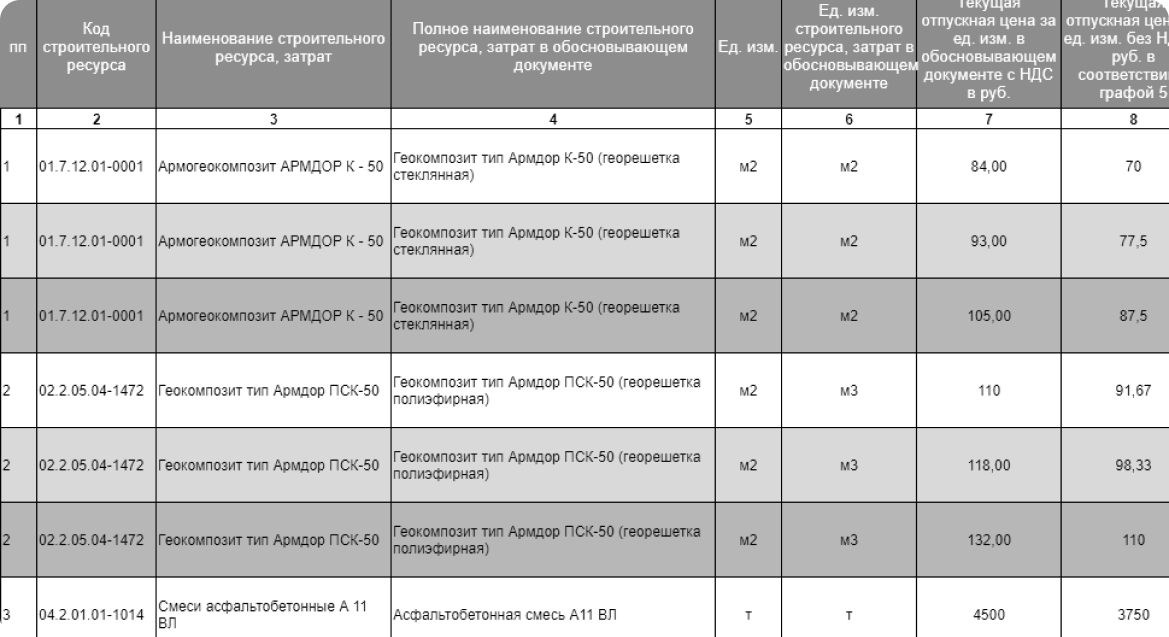 пп
Код
строительного
ресурса
Наименование строительного
ресурса, затрат
Полное наименование строительного
ресурса, затрат в обосновывающем
документе
Ед. изм.
Ед. изм.
строительного
ресурса, затрат в
обосновывающем
документе
Текущая
отпускная цена за
ед. изм. в
обосновывающем
документе с НДС
в руб.
Текущая
отпускная
ед. изм. без
руб. в
графой 5
1 2 3 4 5 6 7 8
1 01.7.12.01-0001 Армогеокомпозит АРМДОР К - 50 Геокомпозит тип Армдор К-50 (георешетка
стеклянная) м2 м2 84,00 70
1 01.7.12.01-0001 Армогеокомпозит АРМДОР К - 50 Геокомпозит тип Армдор К-50 (георешетка
стеклянная) м2 м2 93,00 77,5
1 01.7.12.01-0001 Армогеокомпозит АРМДОР К - 50 Геокомпозит тип Армдор К-50 (георешетка
стеклянная) м2 м2 105,00 87,5
2 02.2.05.04-1472 Геокомпозит тип Армдор ПСК-50 Геокомпозит тип Армдор ПСК-50 (георешетка
полиэфирная) м2 м3 110 91,67
2 02.2.05.04-1472 Геокомпозит тип Армдор ПСК-50 Геокомпозит тип Армдор ПСК-50 (георешетка
полиэфирная) м2 м3 118,00 98,33
2 02.2.05.04-1472 Геокомпозит тип Армдор ПСК-50 Геокомпозит тип Армдор ПСК-50 (георешетка
полиэфирная) м2 м3 132,00 110
3 04.2.01.01-1014 Смеси асфальтобетонные А 11
ВЛ Асфальтобетонная смесь А11 ВЛ т т 4500 3750